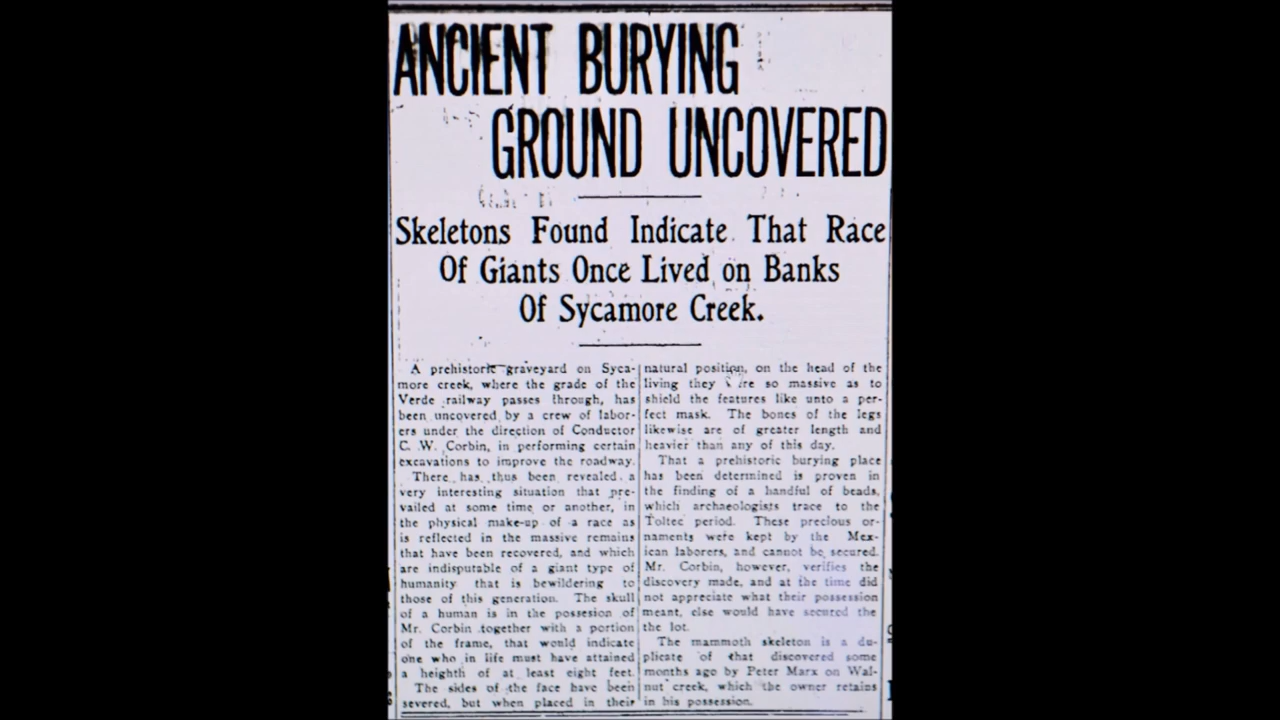 ANCIENT BURYING
GROUND UNCOVERED
Skeletons Found Indicate That Race
Of Giants Once Lived on Banks
Of Sycamore Creek.
A prehistoric graveyard on Syca-
more creek, where the grade of the
Verde railway passes through, has
been uncovered by a crew of labor-
ers under the direction of Conductor
C. W. Corbin, in performing certain
excavations to improve the roadway.
There has thus been revealed a
very interesting situation that pre-
vailed at some time or another, in
the physical make-up of a race as
is reflected in the massive remains
that have been recovered, and which
are indisputable of a giant type of
humanity that is bewildering to
those of this generation. The skull
of a human is in the possesion of
Mr. Corbin together with a portion
of the frame, that would indicate
one who in life must have attained
a heighth of at least eight feet.
The sides of the face have been
severed, but when placed in their
natural position, on the head of the
living they are so massive as to
shield the features like unto a per-
fect mask. The bones of the legs
likewise are of greater length and
heavier than any of this day.
That a prehistoric burying place
has been determined is proven in
the finding of a handful of beads,
which archaeologists trace to the
Toltec period. These precious or-
naments were kept by the Mex-
ican laborers, and cannot be secured.
Mr. Corbin, however, verifies the
discovery made, and at the time did
not appreciate what their possession
meant, else would have secured the
the lot.
The mammoth skeleton is a du-
plicate of that discovered some
months ago by Peter Marx on Wal-
nut creek, which the owner retains
in his possession.